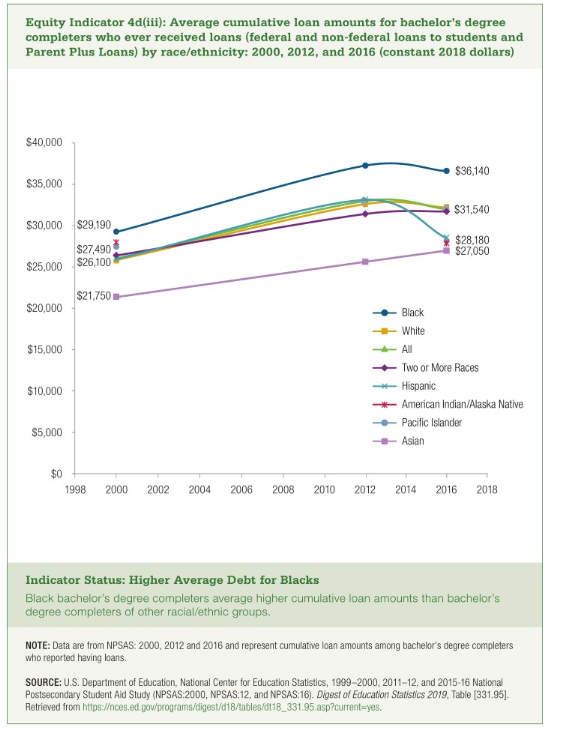 Equity Indicator 4d(iii): Average cumulative loan amounts for bachelor's degree
completers who ever received loans (federal and non-federal loans to students and
Parent Plus Loans) by race/ethnicity: 2000, 2012, and 2016 (constant 2018 dollars)
$40,000
$35,000
$30,000
$25,000
$20,000
$15,000
$10,000
$5,000
$0
$29,190
$27,490
$26,100
$21,750
$36,140
$31,540
$28,180
$27,050
Black
White
All
Two or More Races
Hispanic
American Indian/Alaska Native
Pacific Islander
Asian
1998 2000 2002 2004 2006 2008 2010 2012 2014 2016 2018
Indicator Status: Higher Average Debt for Blacks
Black bachelor's degree completers average higher cumulative loan amounts than bachelor's
degree completers of other racial/ethnic groups.
NOTE: Data are from NPSAS: 2000, 2012 and 2016 and represent cumulative loan amounts among bachelor's degree completers
who reported having loans.
SOURCE: U.S. Department of Education, National Center for Education Statistics, 1999–2000, 2011–12, and 2015-16 National
Postsecondary Student Aid Study (NPSAS:2000, NPSAS:12, and NPSAS:16). Digest of Education Statistics 2019, Table [331.95].
Retrieved from https://nces.ed.gov/programs/digest/d18/tables/dt18_331.95.asp?current=yes.